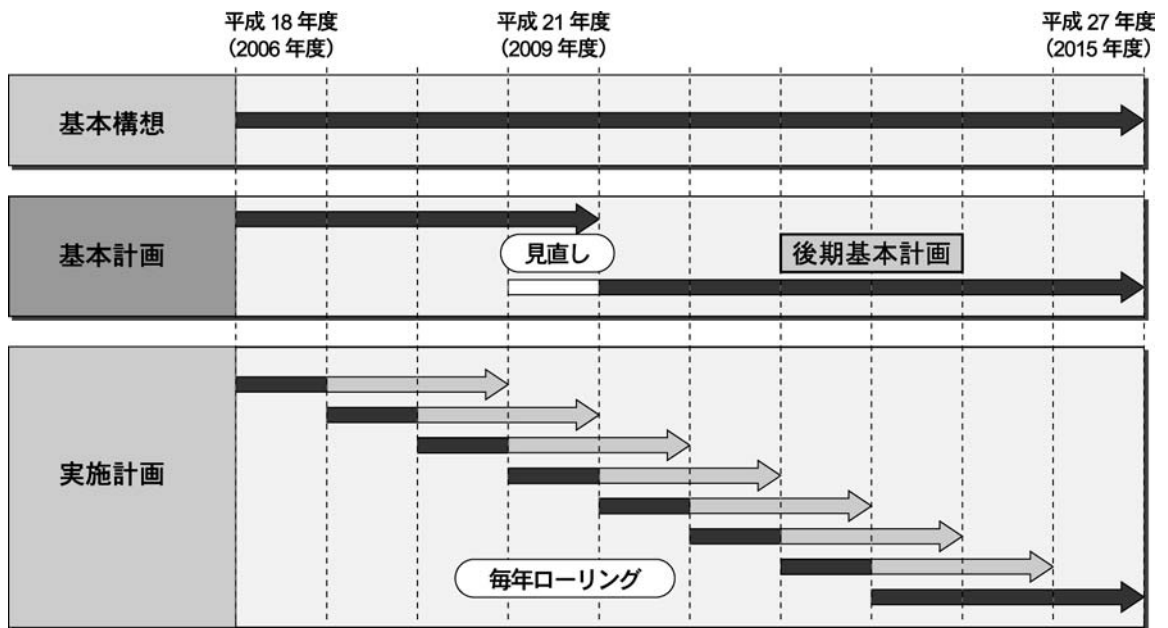 平成 18 年度
（2006 年度）
平成 21 年度
（2009 年度）
平成 27 年度
（2015 年度）
基本構想
基本計画
見直し
後期基本計画
実施計画
毎年ローリング